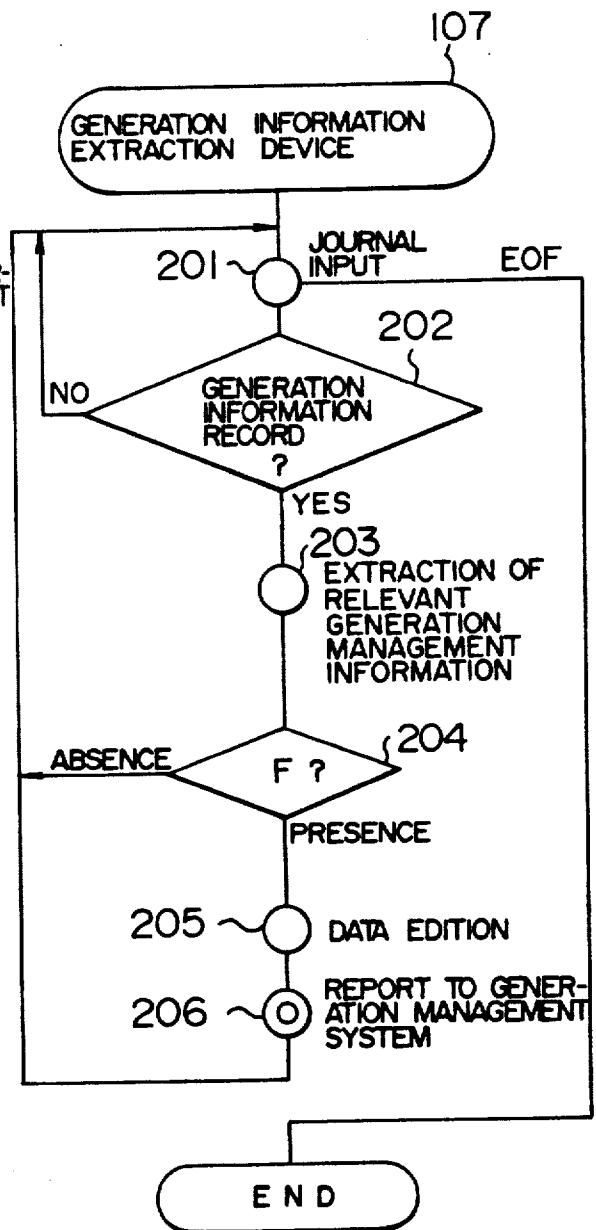 107
GENERATION INFORMATION
EXTRACTION DEVICE
201
JOURNAL
INPUT
EOF
202
NO
GENERATION
INFORMATION
RECORD
?
YES
203
EXTRACTION OF
RELEVANT
GENERATION
MANAGEMENT
INFORMATION
204
ABSENCE
F ?
PRESENCE
205
DATA EDITION
206
REPORT TO GENER-
ATION MANAGEMENT
SYSTEM
END